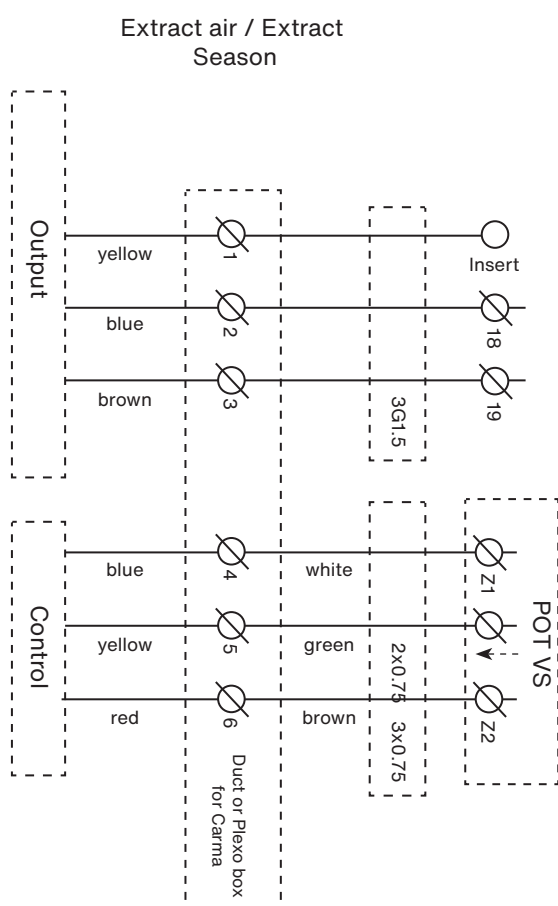 Extract air / Extract
Season
Output
yellow
1
Insert
blue
2
18
brown
3
19
3G1.5
Control
blue
4
white
Z1
POT VS
yellow
5
green
red
6
brown
Z2
2x0.75 3x0.75
Duct or Plexo box
for Carma